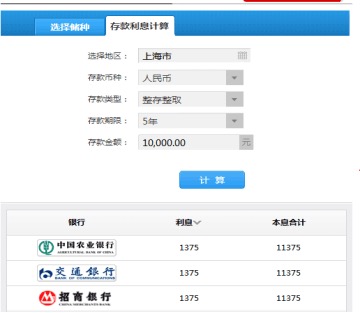 选择储种 存款利息计算
选择地区： 上海市
存款币种： 人民币
存款类型： 整存整取
存款期限： 5年
存款金额： 10,000.00 元
计算
银行 利息 本息合计
中国农业银行 1375 11375
AGRICULTURAL BANK OF CHINA
交通银行 1375 11375
BANK OF COMMUNICATIONS
招商银行 1375 11375
CHINA MERCHANTS BANK